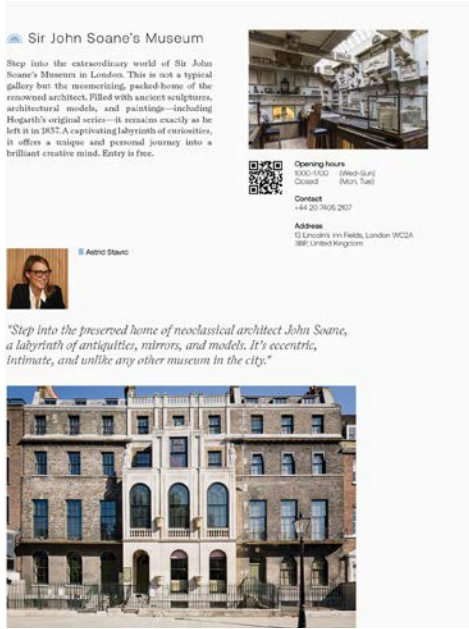 Sir John Soane's Museum
Step into the extraordinary world of Sir John
Soane's Museum in London. This is not a typical
gallery but the mesmerizing, packed-home of the
renowned architect. Filled with ancient sculptures,
architectural models, and paintings—including
Hogarth's original series—it remains exactly as he
left it in 1837. A captivating labyrinth of curiosities,
it offers a unique and personal journey into a
brilliant creative mind. Entry is free.
Opening hours
1000-1700 (Wed-Sun)
Closed (Mon, Tue)
Contact
+44 20 7405 2107
Address
13 Lincoln's Inn Fields, London WC2A
3BP, United Kingdom
Astrid Stavro
"Step into the preserved home of neoclassical architect John Soane,
a labyrinth of antiquities, mirrors, and models. It's eccentric,
intimate, and unlike any other museum in the city."